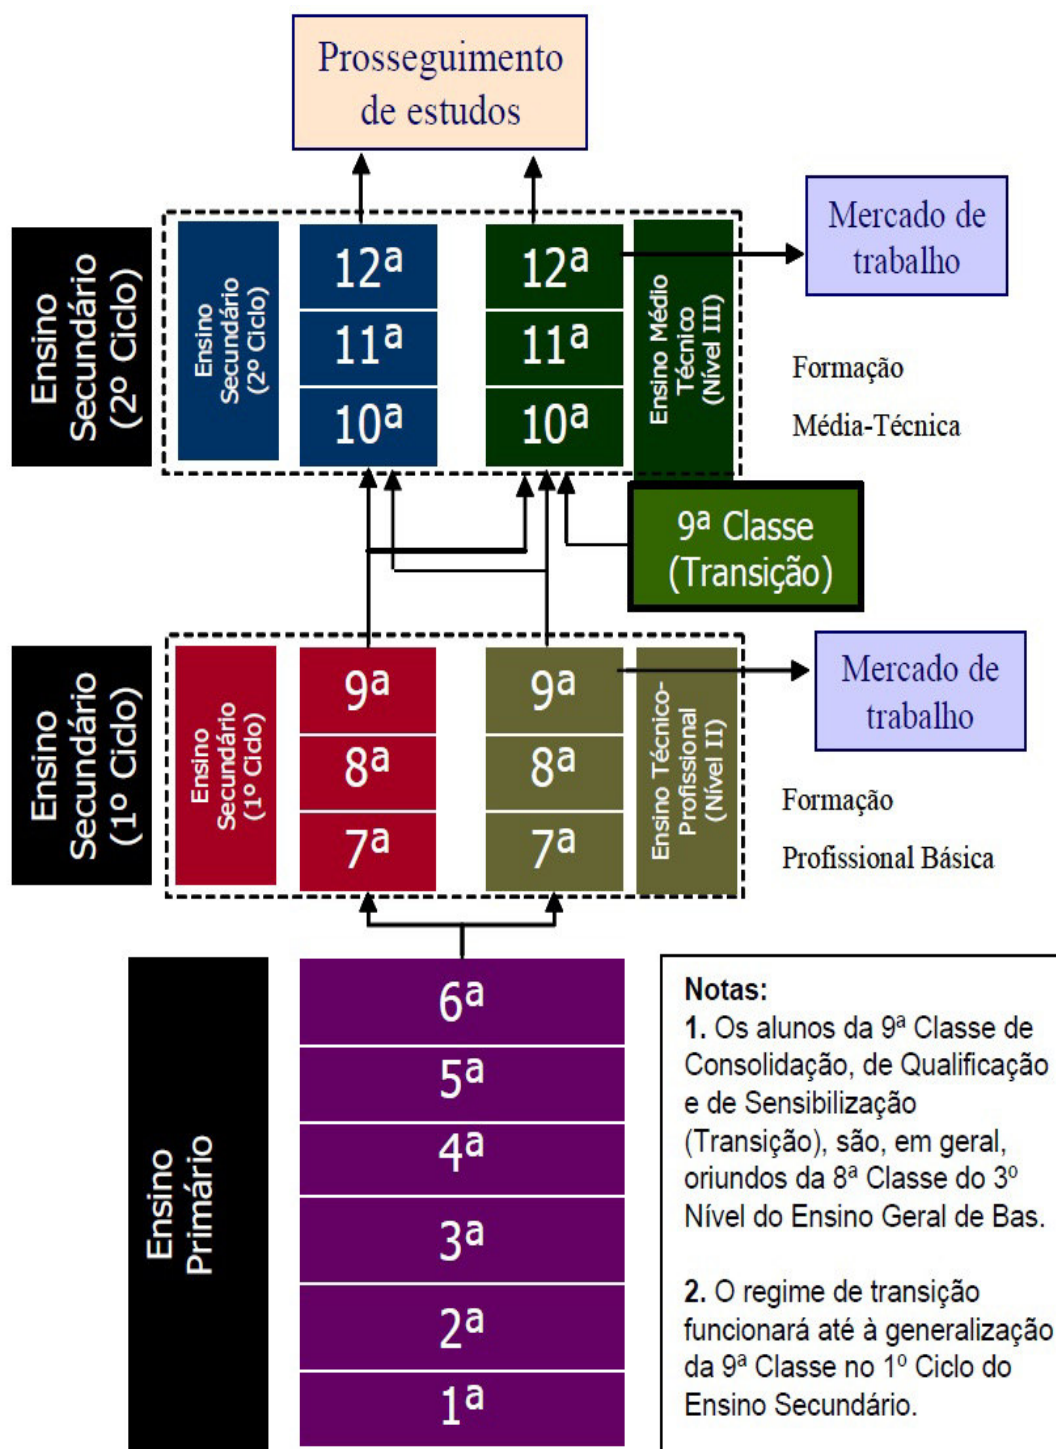 Prosseguimento
de estudos
Mercado de
trabalho
Ensino
Secundário
(2º Ciclo)
Ensino
Secundário
(2º Ciclo)
12ª
11ª
10ª
12ª
11ª
10ª
Ensino Médio
Técnico
(Nível III)
Formação
Média-Técnica
9ª Classe
(Transição)
Ensino
Secundário
(1º Ciclo)
Ensino
Secundário
(1º Ciclo)
9ª
8ª
7ª
9ª
8ª
7ª
Ensino Técnico-
Profissional
(Nível II)
Mercado de
trabalho
Formação
Profissional Básica
Ensino
Primário
6ª
5ª
4ª
3ª
2ª
1ª
Notas:
1. Os alunos da 9ª Classe de
Consolidação, de Qualificação
e de Sensibilização
(Transição), são, em geral,
oriundos da 8ª Classe do 3º
Nível do Ensino Geral de Bas.
2. O regime de transição
funcionará até à generalização
da 9ª Classe no 1º Ciclo do
Ensino Secundário.